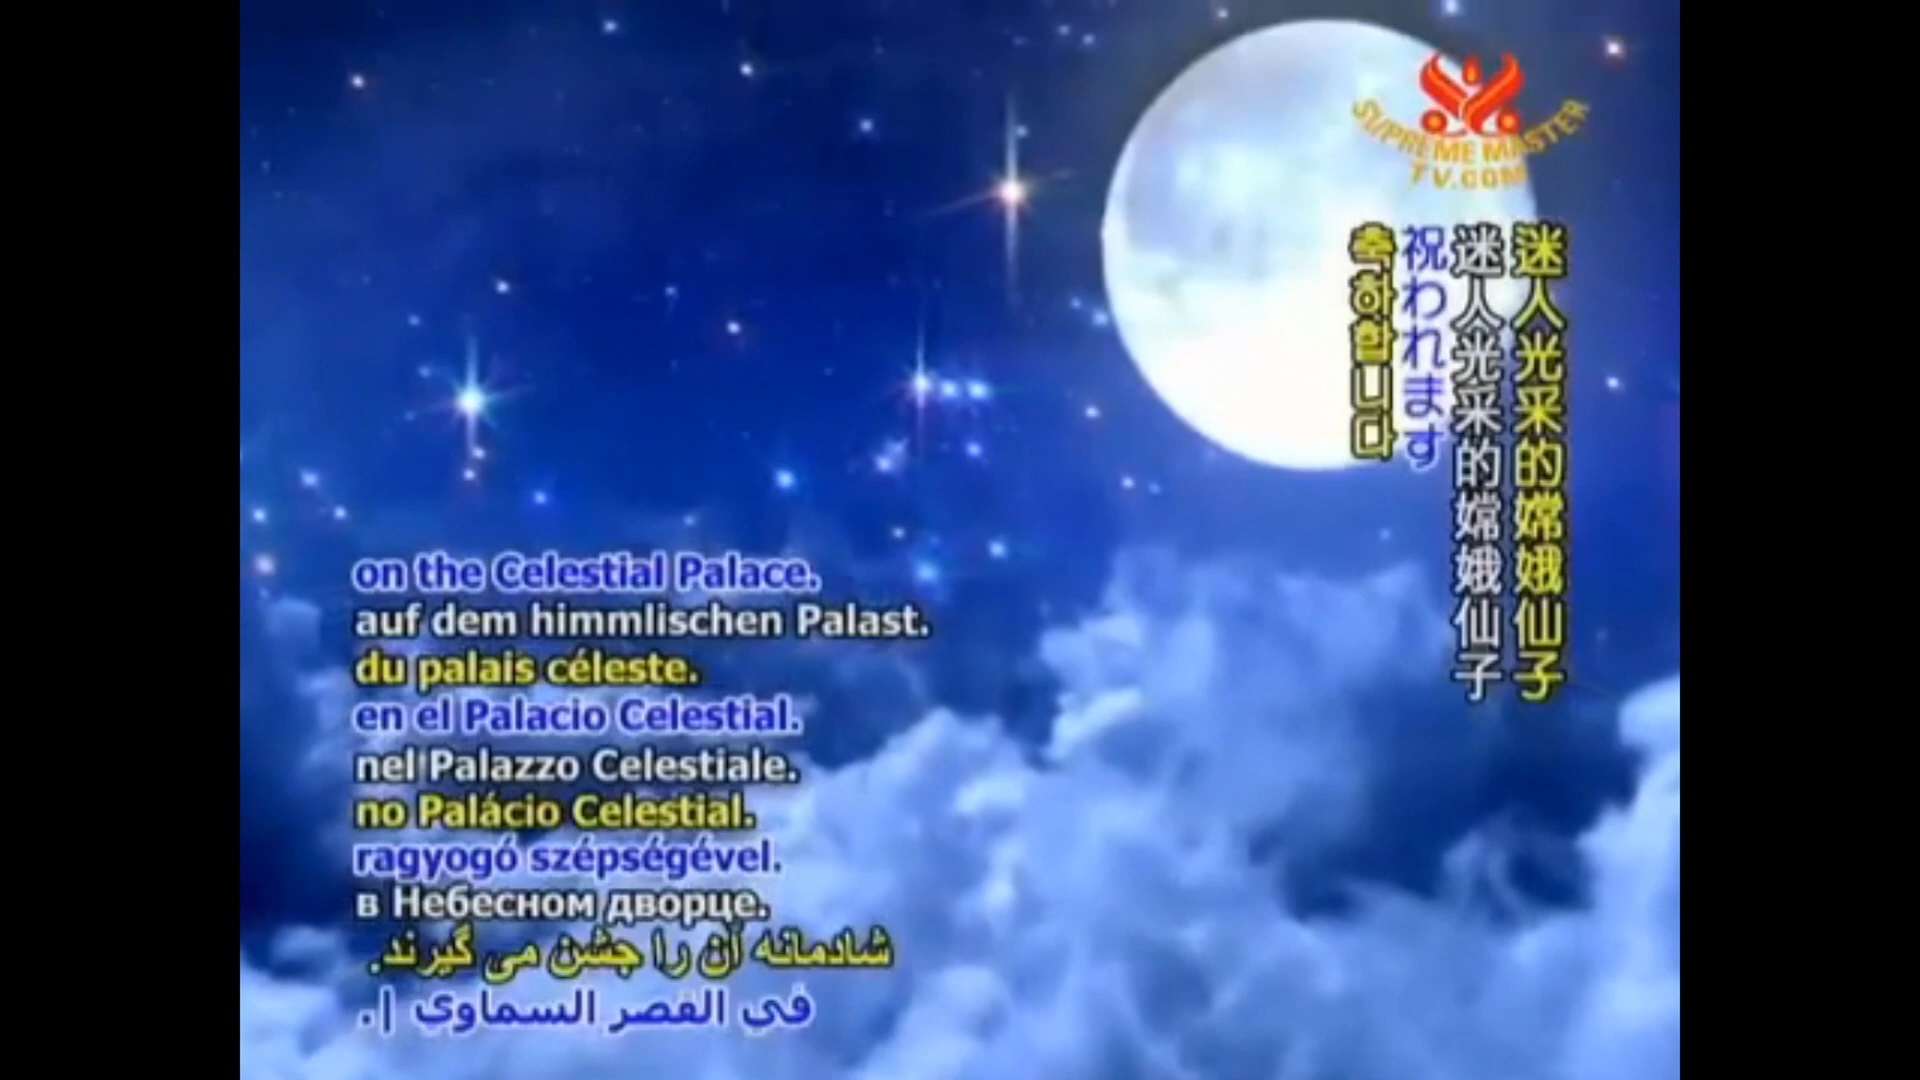 SUPREME MASTER
TV.COM
迷人光采的嫦娥仙子
迷人光采的嫦娥仙子
祝われます
축하합니다
on the Celestial Palace.
auf dem himmlischen Palast.
du palais céleste.
en el Palacio Celestial.
nel Palazzo Celestiale.
no Palácio Celestial.
ragyogó szépségével.
в Небесном дворце.
شادمانه آن را جشن می گیرند.
في القصر السماوي |.